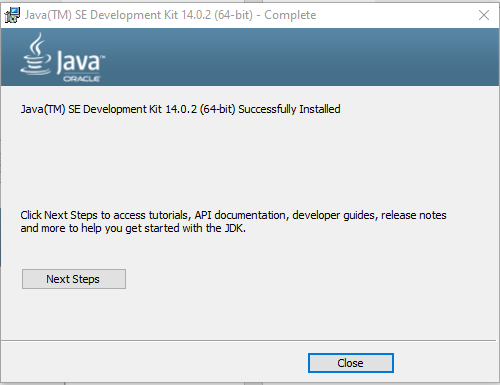 Java(TM) SE Development Kit 14.0.2 (64-bit) - Complete
Java™
ORACLE
Java(TM) SE Development Kit 14.0.2 (64-bit) Successfully Installed
Click Next Steps to access tutorials, API documentation, developer guides, release notes
and more to help you get started with the JDK.
Next Steps
Close